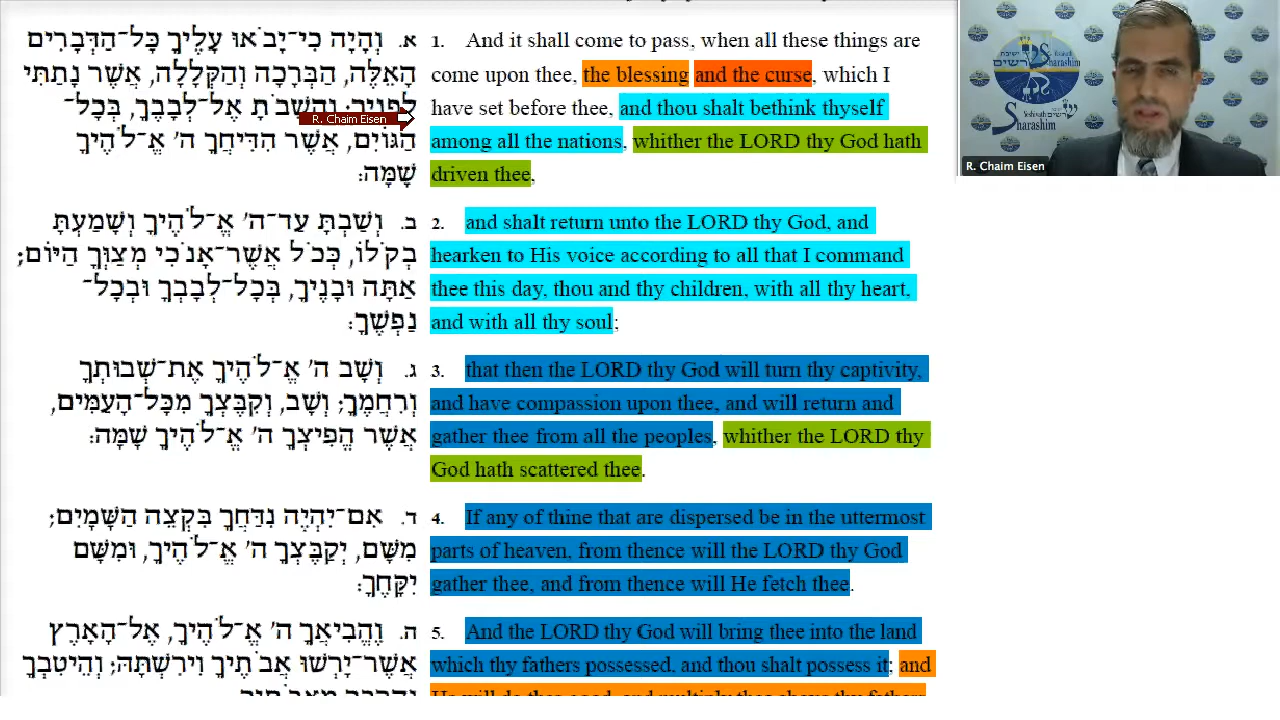 א. וְהָיָה כִי־יָבֹאוּ עָלֶיךָ כָּל־הַדְּבָרִים
הָאֵלֶּה, הַבְּרָכָה וְהַקְּלָלָה, אֲשֶׁר נָתַתִּי
לְפָנֶיךָ; וַהֲשֵׁבֹתָ אֶל־לְבָבֶךָ, בְּכָל־
הַגּוֹיִם, אֲשֶׁר הִדִּיחֲךָ ה' אֱ־לֹהֶיךָ
שָׁמָּה:
1. And it shall come to pass, when all these things are
come upon thee, the blessing and the curse, which I
have set before thee, and thou shalt bethink thyself
among all the nations, whither the LORD thy God hath
driven thee,
ב. וְשַׁבְתָּ עַד־ה' אֱ־לֹהֶיךָ וְשָׁמַעְתָּ
בְקֹלוֹ, כְּכֹל אֲשֶׁר־אָנֹכִי מְצַוְּךָ הַיּוֹם;
אַתָּה וּבָנֶיךָ, בְּכָל־לְבָבְךָ וּבְכָל־
נַפְשֶׁךָ:
2. and shalt return unto the LORD thy God, and
hearken to His voice according to all that I command
thee this day, thou and thy children, with all thy heart,
and with all thy soul;
ג. וְשָׁב ה' אֱ־לֹהֶיךָ אֶת־שְׁבוּתְךָ
וְרִחֲמֶךָ; וְשָׁב, וְקִבֶּצְךָ מִכָּל־הָעַמִּים,
אֲשֶׁר הֱפִיצְךָ ה' אֱ־לֹהֶיךָ שָׁמָּה:
3. that then the LORD thy God will turn thy captivity,
and have compassion upon thee, and will return and
gather thee from all the peoples, whither the LORD thy
God hath scattered thee.
ד. אִם־יִהְיֶה נִדַּחֲךָ בִּקְצֵה הַשָּׁמָיִם;
מִשָּׁם, יְקַבֶּצְךָ ה' אֱ־לֹהֶיךָ, וּמִשָּׁם
יִקָּחֶךָ:
4. If any of thine that are dispersed be in the uttermost
parts of heaven, from thence will the LORD thy God
gather thee, and from thence will He fetch thee.
ה. וֶהֱבִיאֲךָ ה' אֱ־לֹהֶיךָ, אֶל־הָאָרֶץ
אֲשֶׁר־יָרְשׁוּ אֲבֹתֶיךָ וִירִשְׁתָּהּ; וְהֵיטִבְךָ
5. And the LORD thy God will bring thee into the land
which thy fathers possessed, and thou shalt possess it; and
R. Chaim Eisen
R. Chaim Eisen
ישיבת
שרשים
Yeshivath
Sharashim